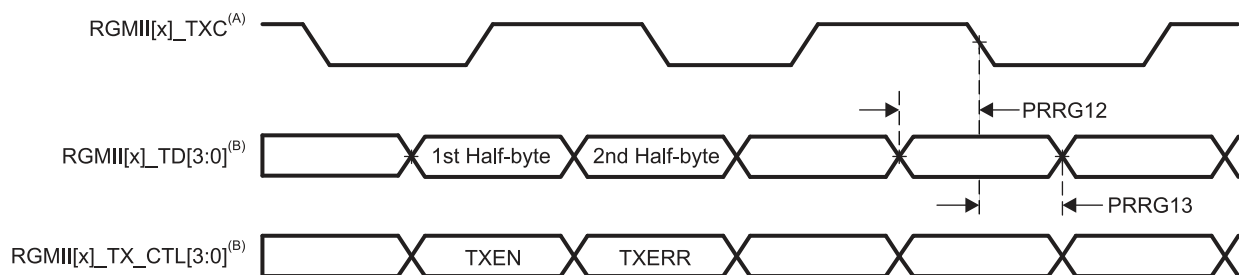 RGMII[x]_TXC(A)
PRRG12
RGMII[x]_TD[3:0](B)
1st Half-byte
2nd Half-byte
PRRG13
RGMII[x]_TX_CTL[3:0](B)
TXEN
TXERR